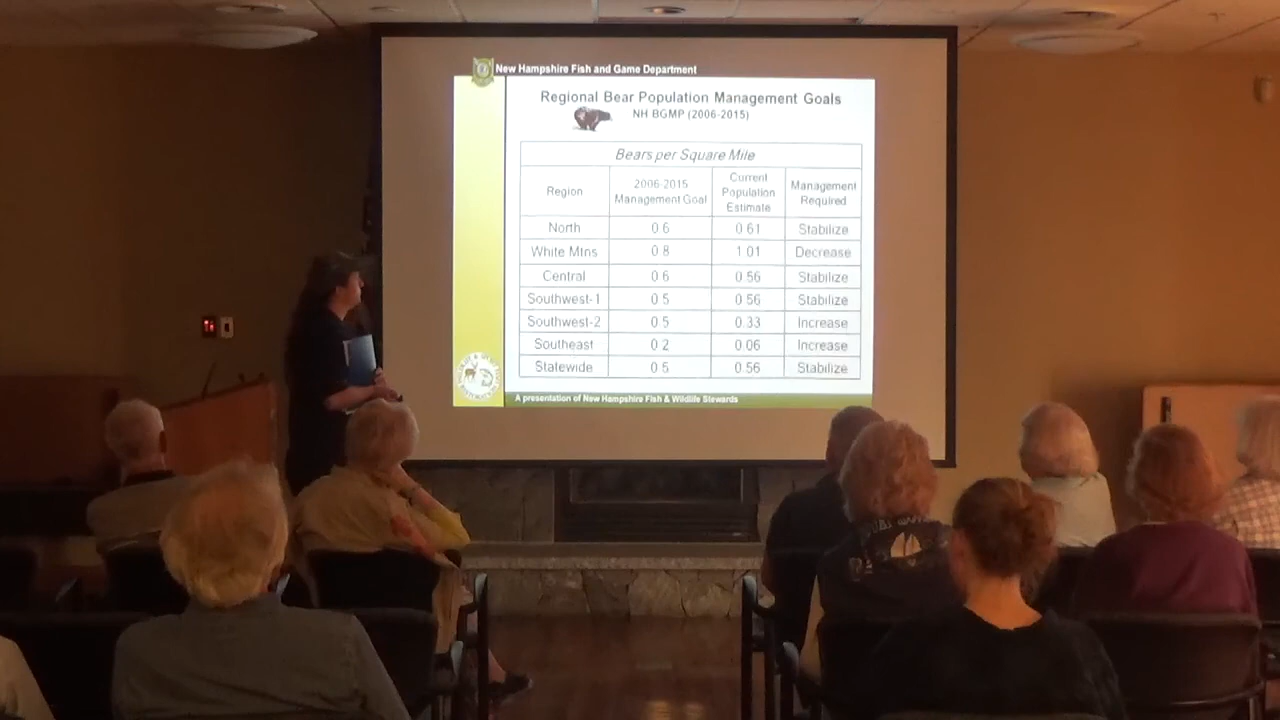 New Hampshire Fish and Game Department
Regional Bear Population Management Goals
NH BGMP (2006-2015)
Bears per Square Mile
Region 2006-2015 Management Goal Current Population Estimate Management Required
North 0.6 0.61 Stabilize
White Mtns 0.8 1.01 Decrease
Central 0.6 0.56 Stabilize
Southwest-1 0.5 0.56 Stabilize
Southwest-2 0.5 0.33 Increase
Southeast 0.2 0.06 Increase
Statewide 0.5 0.56 Stabilize
A presentation of New Hampshire Fish & Wildlife Stewards